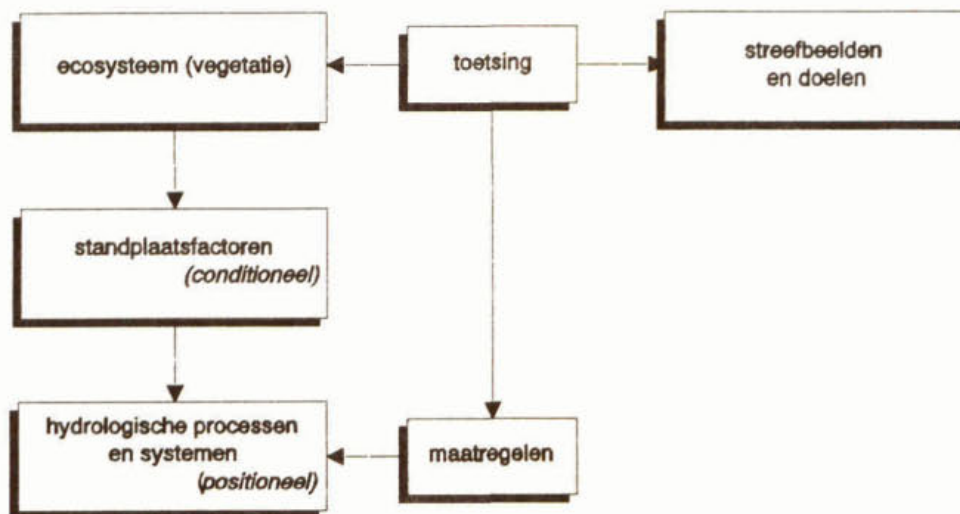 ecosysteem (vegetatie)
toetsing
streefbeelden
en doelen
standplaatsfactoren
(conditioneel)
hydrologische processen
en systemen
(positioneel)
maatregelen